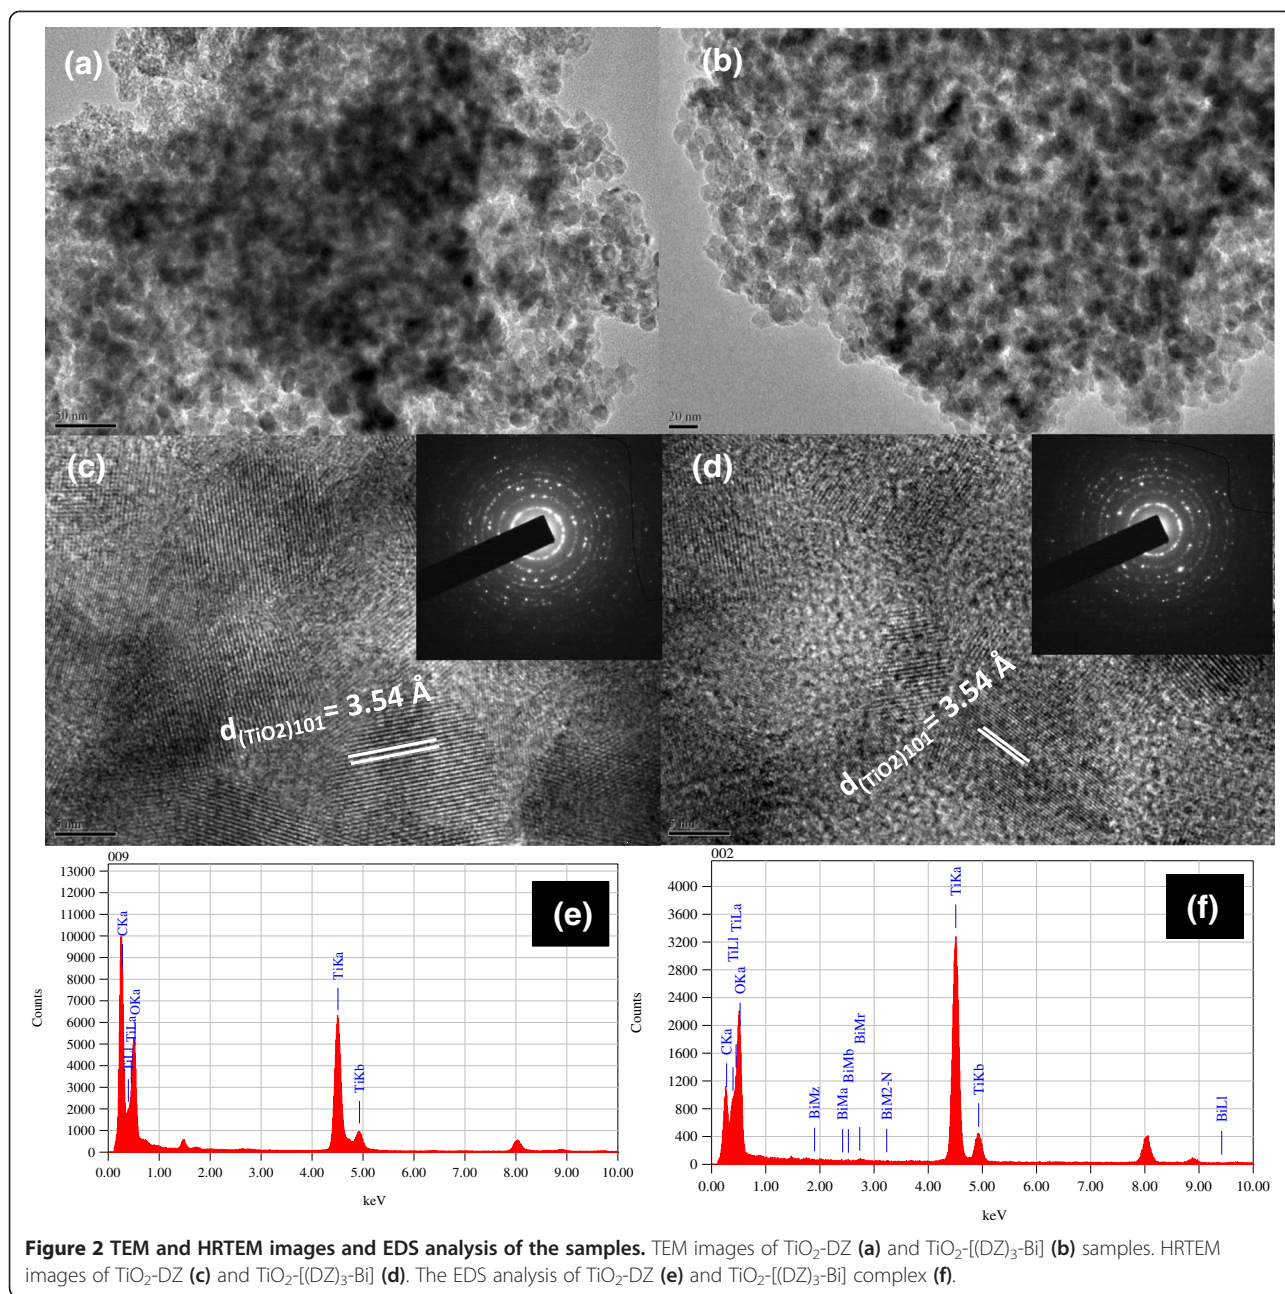 (a)
(b)
50 nm
20 nm
(c)
(d)
d(TiO2)101= 3.54 Å
d(TiO2)101= 3.54 Å
5 nm
5 nm
009
(e)
13000
12000
11000
10000
9000
8000
7000
6000
5000
4000
3000
2000
1000
0
Counts
CKa
TiLl
TiLa
OKa
TiKa
TiKb
0.00 1.00 2.00 3.00 4.00 5.00 6.00 7.00 8.00 9.00 10.00
keV
002
(f)
4000
3600
3200
2800
2400
2000
1600
1200
800
400
0
Counts
CKa
OKa
TiLl
TiLa
BiMz
BiMa
BiMb
BiMr
BiM2-N
TiKa
TiKb
BiLl
0.00 1.00 2.00 3.00 4.00 5.00 6.00 7.00 8.00 9.00 10.00
keV
Figure 2 TEM and HRTEM images and EDS analysis of the samples. TEM images of TiO₂-DZ (a) and TiO₂-[(DZ)₃-Bi] (b) samples. HRTEM
images of TiO₂-DZ (c) and TiO₂-[(DZ)₃-Bi] (d). The EDS analysis of TiO₂-DZ (e) and TiO₂-[(DZ)₃-Bi] complex (f).